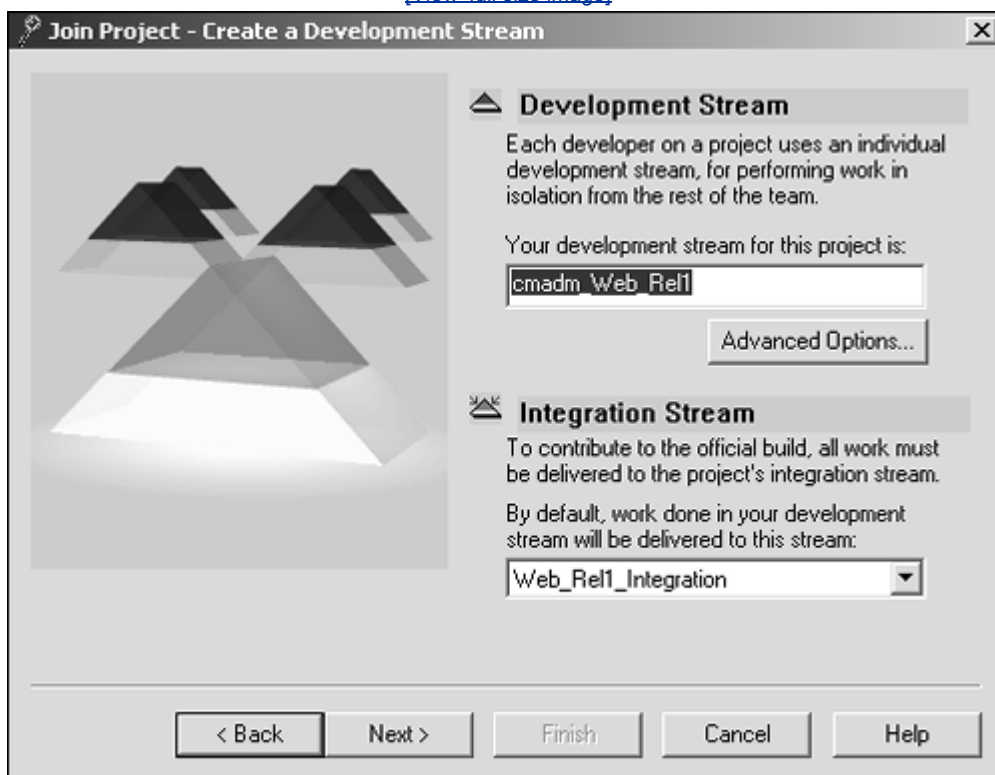 Join Project - Create a Development Stream
Development Stream
Each developer on a project uses an individual
development stream, for performing work in
isolation from the rest of the team.
Your development stream for this project is:
cmadm_Web_Rel1
Advanced Options...
Integration Stream
To contribute to the official build, all work must
be delivered to the project's integration stream.
By default, work done in your development
stream will be delivered to this stream:
Web_Rel1_Integration
< Back
Next >
Finish
Cancel
Help